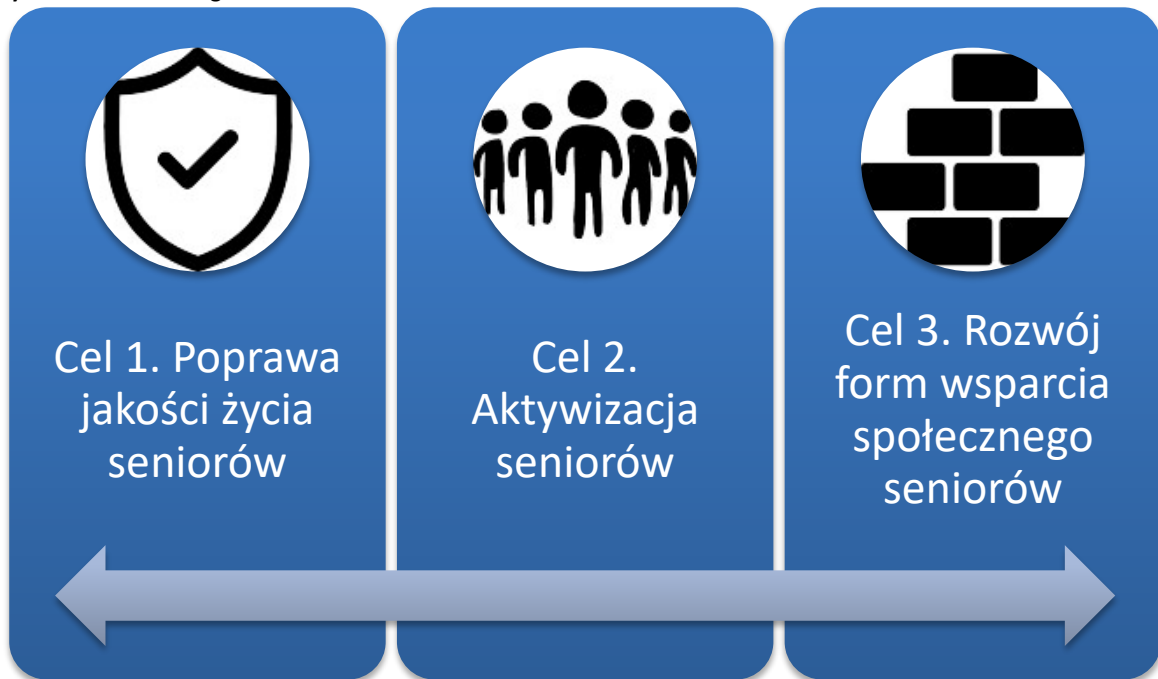 Cel 1. Poprawa
jakości życia
seniorów
Cel 2.
Aktywizacja
seniorów
Cel 3. Rozwój
form wsparcia
społecznego
seniorów